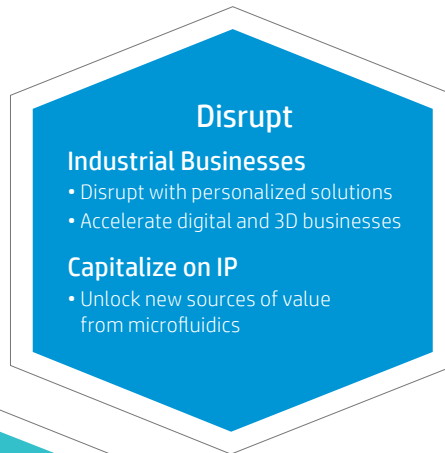 Disrupt
Industrial Businesses
• Disrupt with personalized solutions
• Accelerate digital and 3D businesses
Capitalize on IP
• Unlock new sources of value
from microfluidics